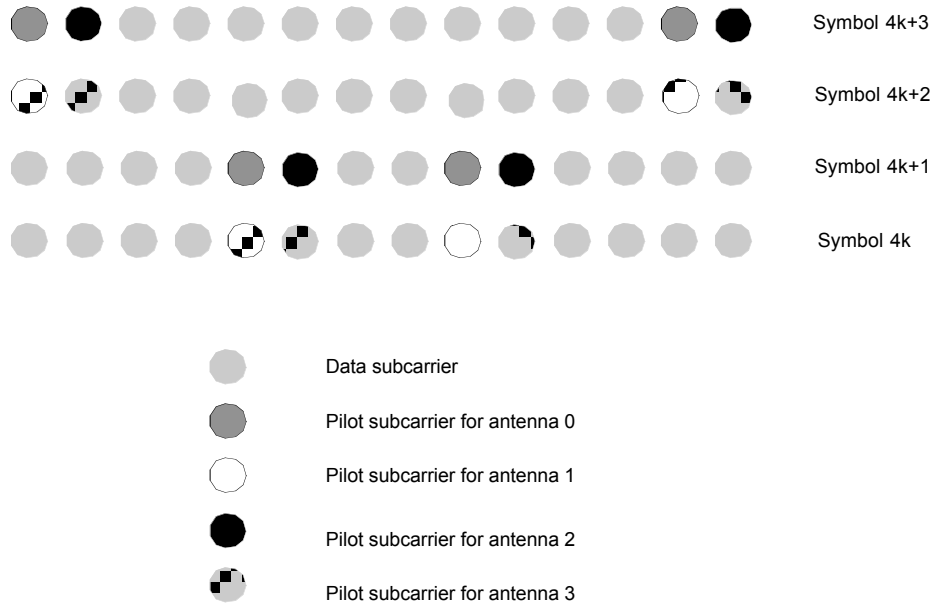 Symbol 4k+3
Symbol 4k+2
Symbol 4k+1
Symbol 4k
Data subcarrier
Pilot subcarrier for antenna 0
Pilot subcarrier for antenna 1
Pilot subcarrier for antenna 2
Pilot subcarrier for antenna 3